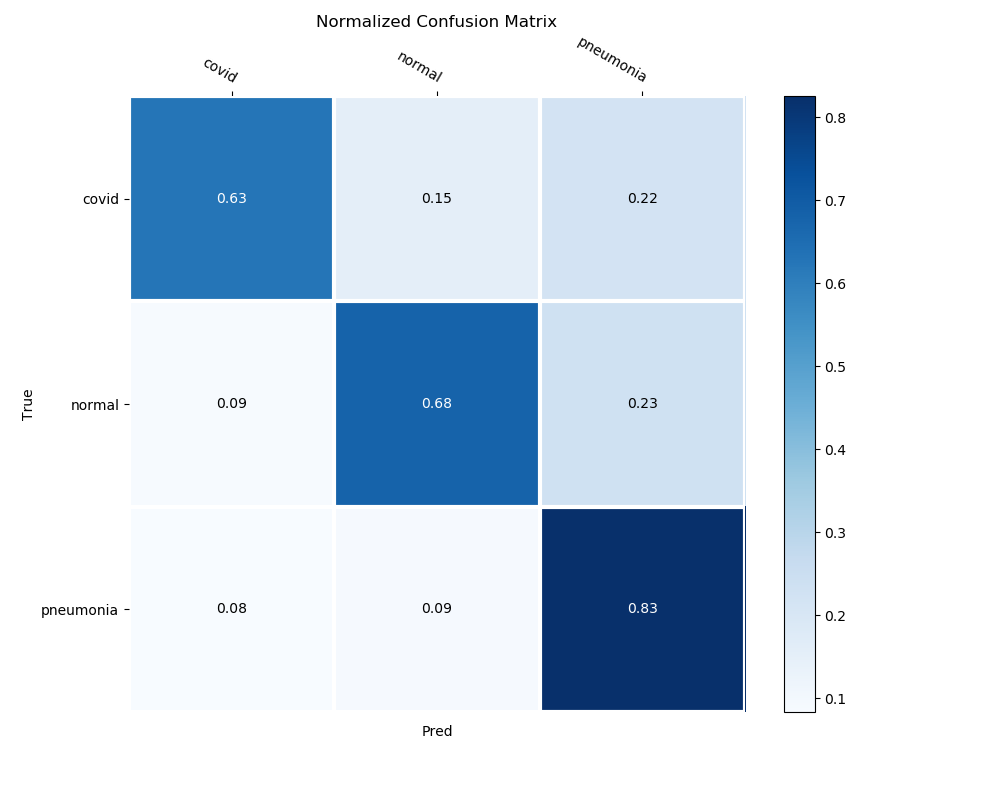 Normalized Confusion Matrix
covid normal pneumonia
covid 0.63 0.15 0.22
normal 0.09 0.68 0.23
pneumonia 0.08 0.09 0.83
True
Pred
0.8
0.7
0.6
0.5
0.4
0.3
0.2
0.1